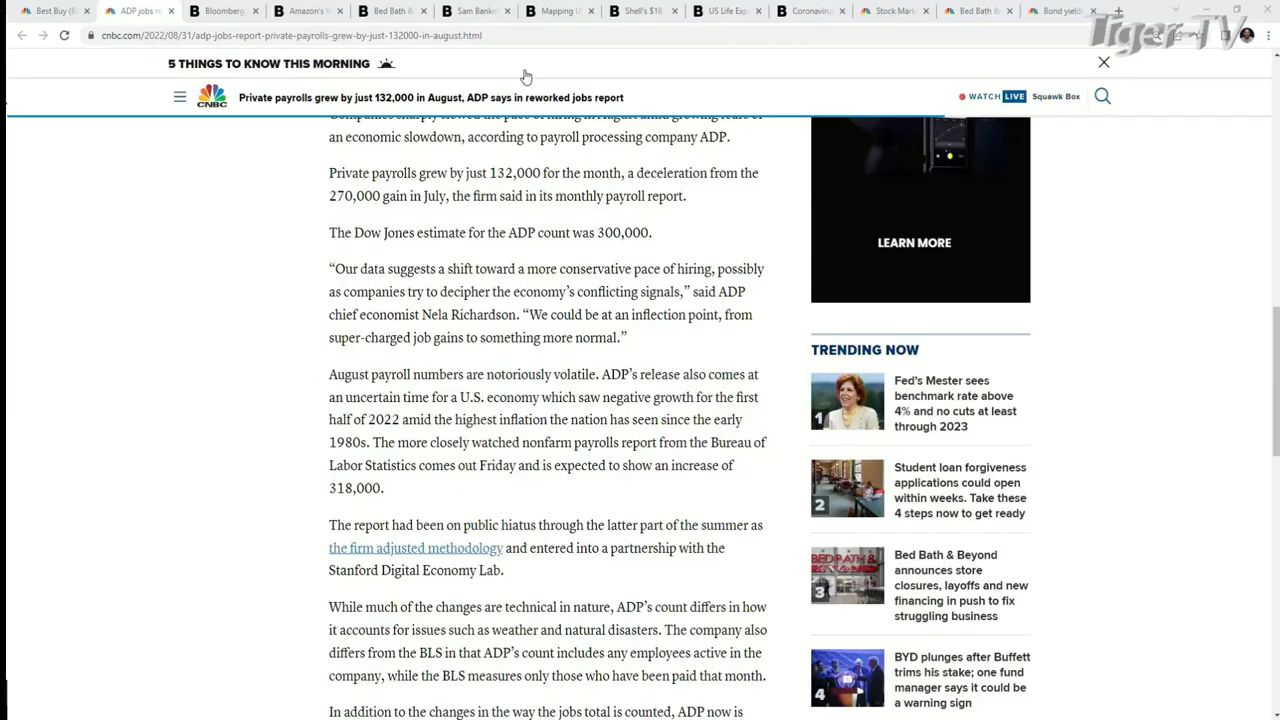 Best Buy (B
ADP jobs r
Bloomberg
Amazon's W
Bed Bath &
Sam Bankn
Mapping U
Shell's $1B
US Life Exp
Coronavirus
Stock Mark
Bed Bath &
Bond yields
Tiger-TV
cnbc.com/2022/08/31/adp-jobs-report-private-payrolls-grew-by-just-132000-in-august.html
5 THINGS TO KNOW THIS MORNING
CNBC
Private payrolls grew by just 132,000 in August, ADP says in reworked jobs report
WATCH LIVE
Squawk Box
Companies sharply slowed the pace of hiring in August amid growing fears of
an economic slowdown, according to payroll processing company ADP.
Private payrolls grew by just 132,000 for the month, a deceleration from the
270,000 gain in July, the firm said in its monthly payroll report.
The Dow Jones estimate for the ADP count was 300,000.
“Our data suggests a shift toward a more conservative pace of hiring, possibly
as companies try to decipher the economy’s conflicting signals,” said ADP
chief economist Nela Richardson. “We could be at an inflection point, from
super-charged job gains to something more normal.”
August payroll numbers are notoriously volatile. ADP’s release also comes at
an uncertain time for a U.S. economy which saw negative growth for the first
half of 2022 amid the highest inflation the nation has seen since the early
1980s. The more closely watched nonfarm payrolls report from the Bureau of
Labor Statistics comes out Friday and is expected to show an increase of
318,000.
The report had been on public hiatus through the latter part of the summer as
the firm adjusted methodology and entered into a partnership with the
Stanford Digital Economy Lab.
While much of the changes are technical in nature, ADP’s count differs in how
it accounts for issues such as weather and natural disasters. The company also
differs from the BLS in that ADP’s count includes any employees active in the
company, while the BLS measures only those who have been paid that month.
In addition to the changes in the way the jobs total is counted, ADP now is
LEARN MORE
TRENDING NOW
1
Fed’s Mester sees
benchmark rate above
4% and no cuts at least
through 2023
2
Student loan forgiveness
applications could open
within weeks. Take these
4 steps now to get ready
3
Bed Bath & Beyond
announces store
closures, layoffs and new
financing in push to fix
struggling business
4
BYD plunges after Buffett
trims his stake; one fund
manager says it could be
a warning sign